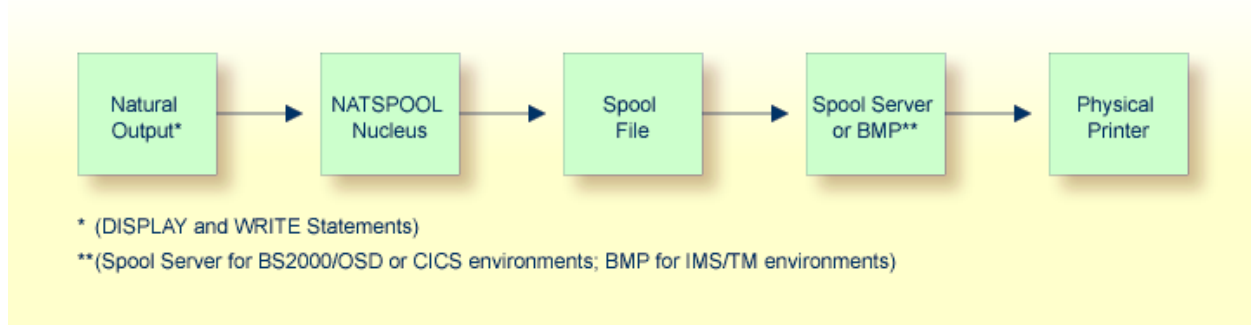 Natural
Output*
NATSPOOL
Nucleus
Spool
File
Spool Server
or BMP**
Physical
Printer
* (DISPLAY and WRITE Statements)
**(Spool Server for BS2000/OSD or CICS environments; BMP for IMS/TM environments)